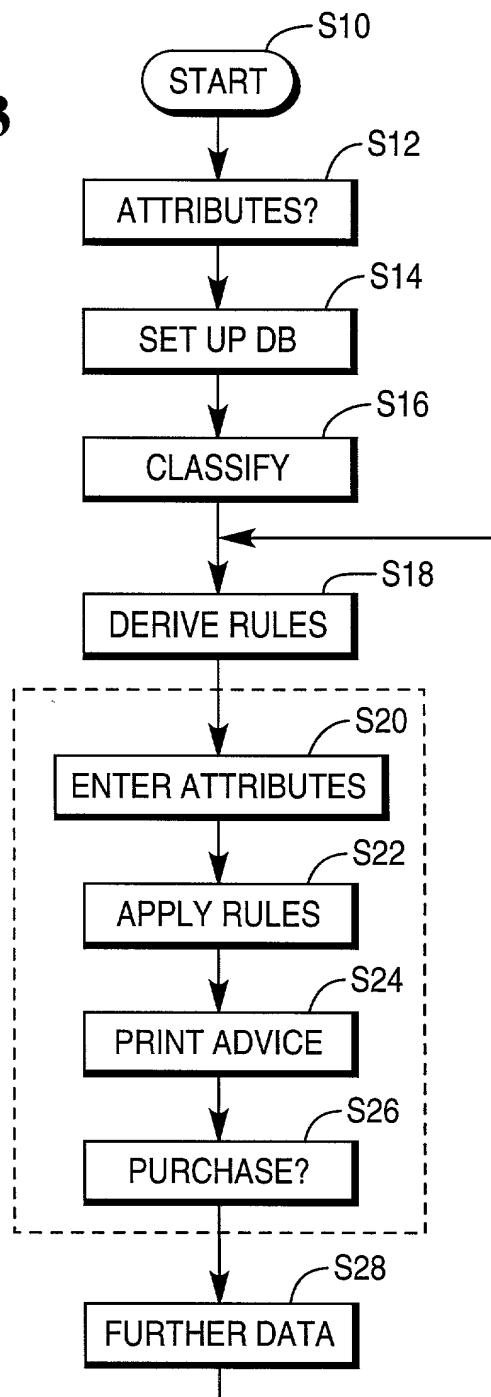 S10
START
S12
ATTRIBUTES?
S14
SET UP DB
S16
CLASSIFY
S18
DERIVE RULES
S20
ENTER ATTRIBUTES
S22
APPLY RULES
S24
PRINT ADVICE
S26
PURCHASE?
S28
FURTHER DATA